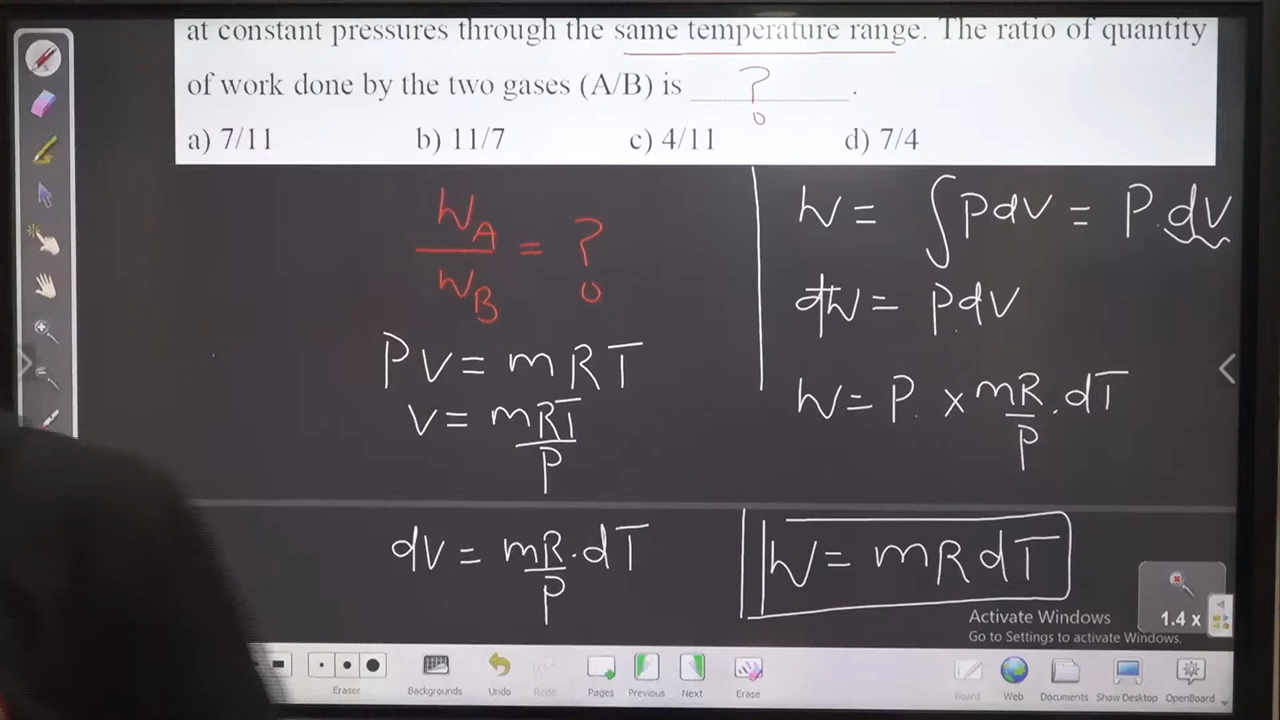 at constant pressures through the same temperature range. The ratio of quantity
of work done by the two gases (A/B) is ? .
a) 7/11 b) 11/7 c) 4/11 d) 7/4
W_A / W_B = ?
PV = mRT
V = mRT / P
dV = mR / P . dT
W = ∫ PdV = P.dV
dW = PdV
W = P. × mR / P . dT
W = mRdT
Activate Windows
Go to Settings to activate Windows.
1.4 x
Eraser Backgrounds Undo Redo Pages Previous Next Erase Board Web Documents Show Desktop OpenBoard